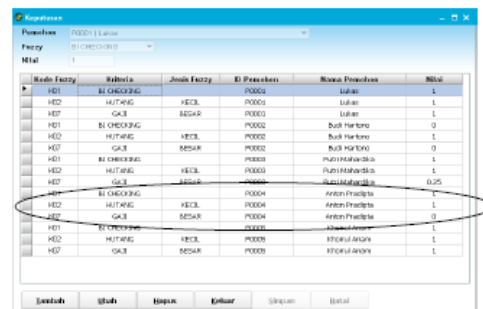 Keputusan
Pemohon P0001 | Lukas
Fuzzy BI CHECKING
Nilai 1
Kode Fuzzy Kriteria Jenis Fuzzy ID Pemohon Nama Pemohon Nilai
K01 BI CHECKING P0001 Lukas 1
K02 HUTANG KECIL P0001 Lukas 1
K07 GAJI BESAR P0001 Lukas 1
K01 BI CHECKING P0002 Budi Hartono 0
K02 HUTANG KECIL P0002 Budi Hartono 1
K07 GAJI BESAR P0002 Budi Hartono 0
K01 BI CHECKING P0003 Putri Mahardika 1
K02 HUTANG KECIL P0003 Putri Mahardika 1
K07 GAJI BESAR P0003 Putri Mahardika 0.25
K01 BI CHECKING P0004 Anton Pradipta 1
K02 HUTANG KECIL P0004 Anton Pradipta 1
K07 GAJI BESAR P0004 Anton Pradipta 0
K01 BI CHECKING P0005 Khoirul Anam 1
K02 HUTANG KECIL P0005 Khoirul Anam 1
K07 GAJI BESAR P0005 Khoirul Anam 1
Tambah Ubah Hapus Keluar Simpan Batal